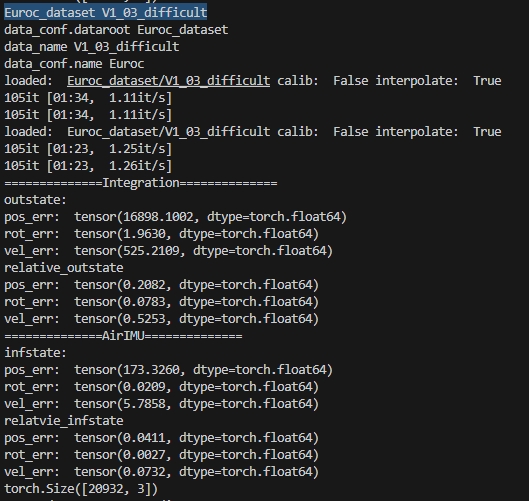 Euroc_dataset V1_03_difficult
data_conf.dataroot Euroc_dataset
data_name V1_03_difficult
data_conf.name Euroc
loaded:  Euroc_dataset/V1_03_difficult calib:  False interpolate:  True
105it [01:34,  1.11it/s]
105it [01:34,  1.11it/s]
loaded:  Euroc_dataset/V1_03_difficult calib:  False interpolate:  True
105it [01:23,  1.25it/s]
105it [01:23,  1.26it/s]
==============Integration==============
outstate:
pos_err:  tensor(16898.1002, dtype=torch.float64)
rot_err:  tensor(1.9630, dtype=torch.float64)
vel_err:  tensor(525.2109, dtype=torch.float64)
relative_outstate
pos_err:  tensor(0.2082, dtype=torch.float64)
rot_err:  tensor(0.0783, dtype=torch.float64)
vel_err:  tensor(0.5253, dtype=torch.float64)
==============AirIMU==============
infstate:
pos_err:  tensor(173.3260, dtype=torch.float64)
rot_err:  tensor(0.0209, dtype=torch.float64)
vel_err:  tensor(5.7858, dtype=torch.float64)
relatvie_infstate
pos_err:  tensor(0.0411, dtype=torch.float64)
rot_err:  tensor(0.0027, dtype=torch.float64)
vel_err:  tensor(0.0732, dtype=torch.float64)
torch.Size([20932, 3])